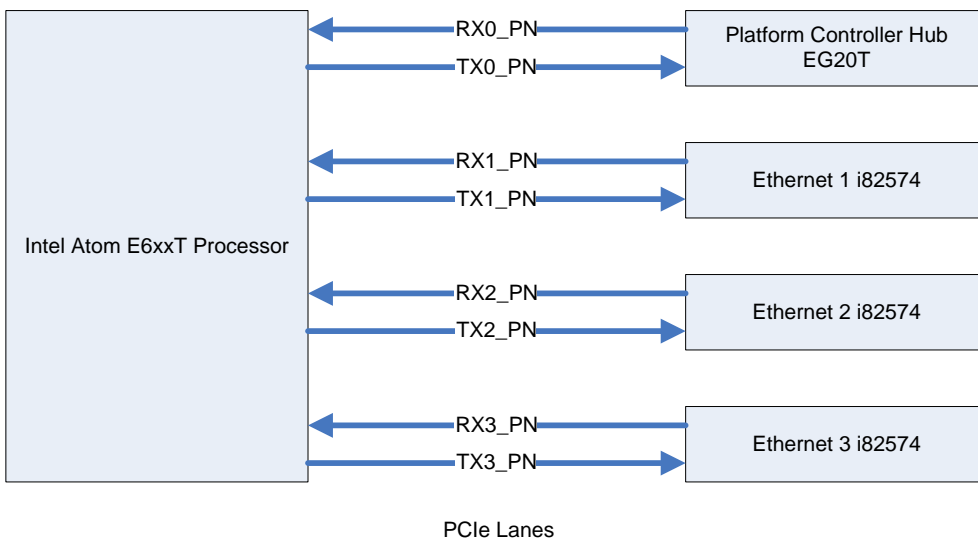 RX0_PN
Platform Controller Hub
EG20T
TX0_PN
RX1_PN
Ethernet 1 i82574
TX1_PN
Intel Atom E6xxT Processor
RX2_PN
Ethernet 2 i82574
TX2_PN
RX3_PN
Ethernet 3 i82574
TX3_PN
PCIe Lanes